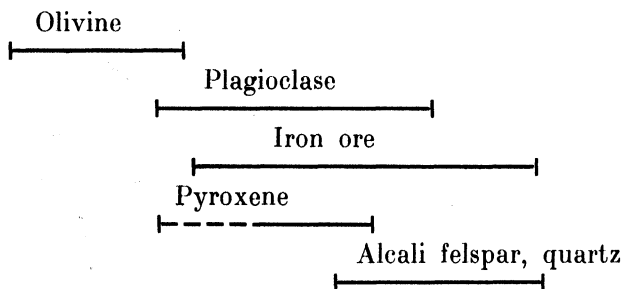 Olivine
Plagioclase
Iron ore
Pyroxene
Alcali felspar, quartz